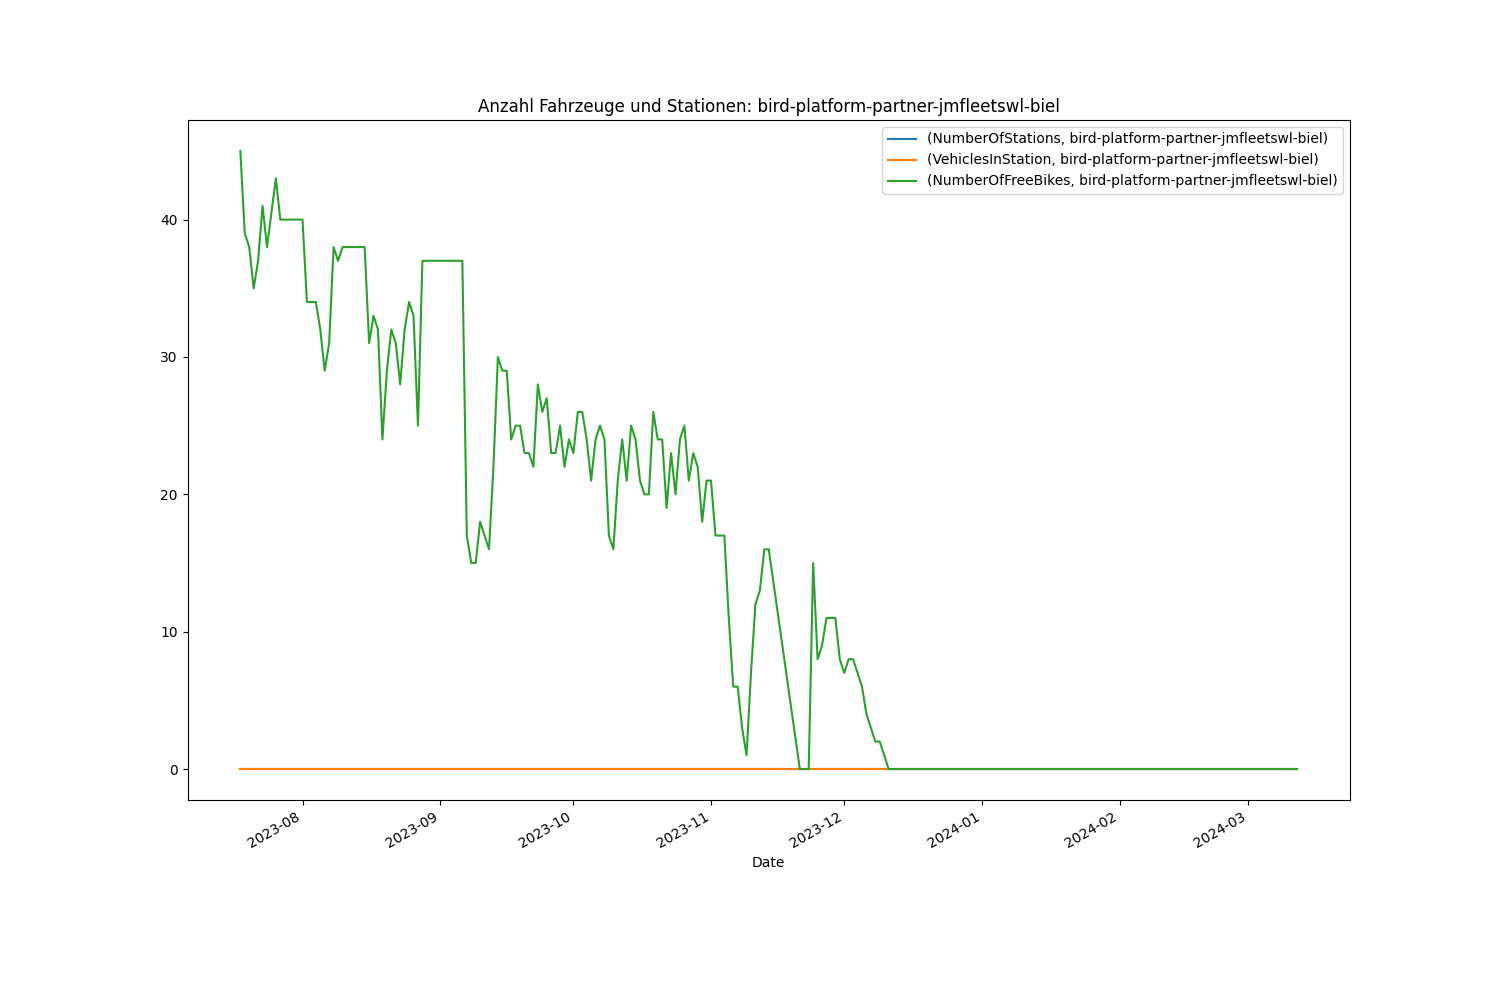 Anzahl Fahrzeuge und Stationen: bird-platform-partner-jmfleetswl-biel
(NumberOfStations, bird-platform-partner-jmfleetswl-biel)
(VehiclesInStation, bird-platform-partner-jmfleetswl-biel)
(NumberOfFreeBikes, bird-platform-partner-jmfleetswl-biel)
40
30
20
10
0
2023-08 2023-09 2023-10 2023-11 2023-12 2024-01 2024-02 2024-03
Date